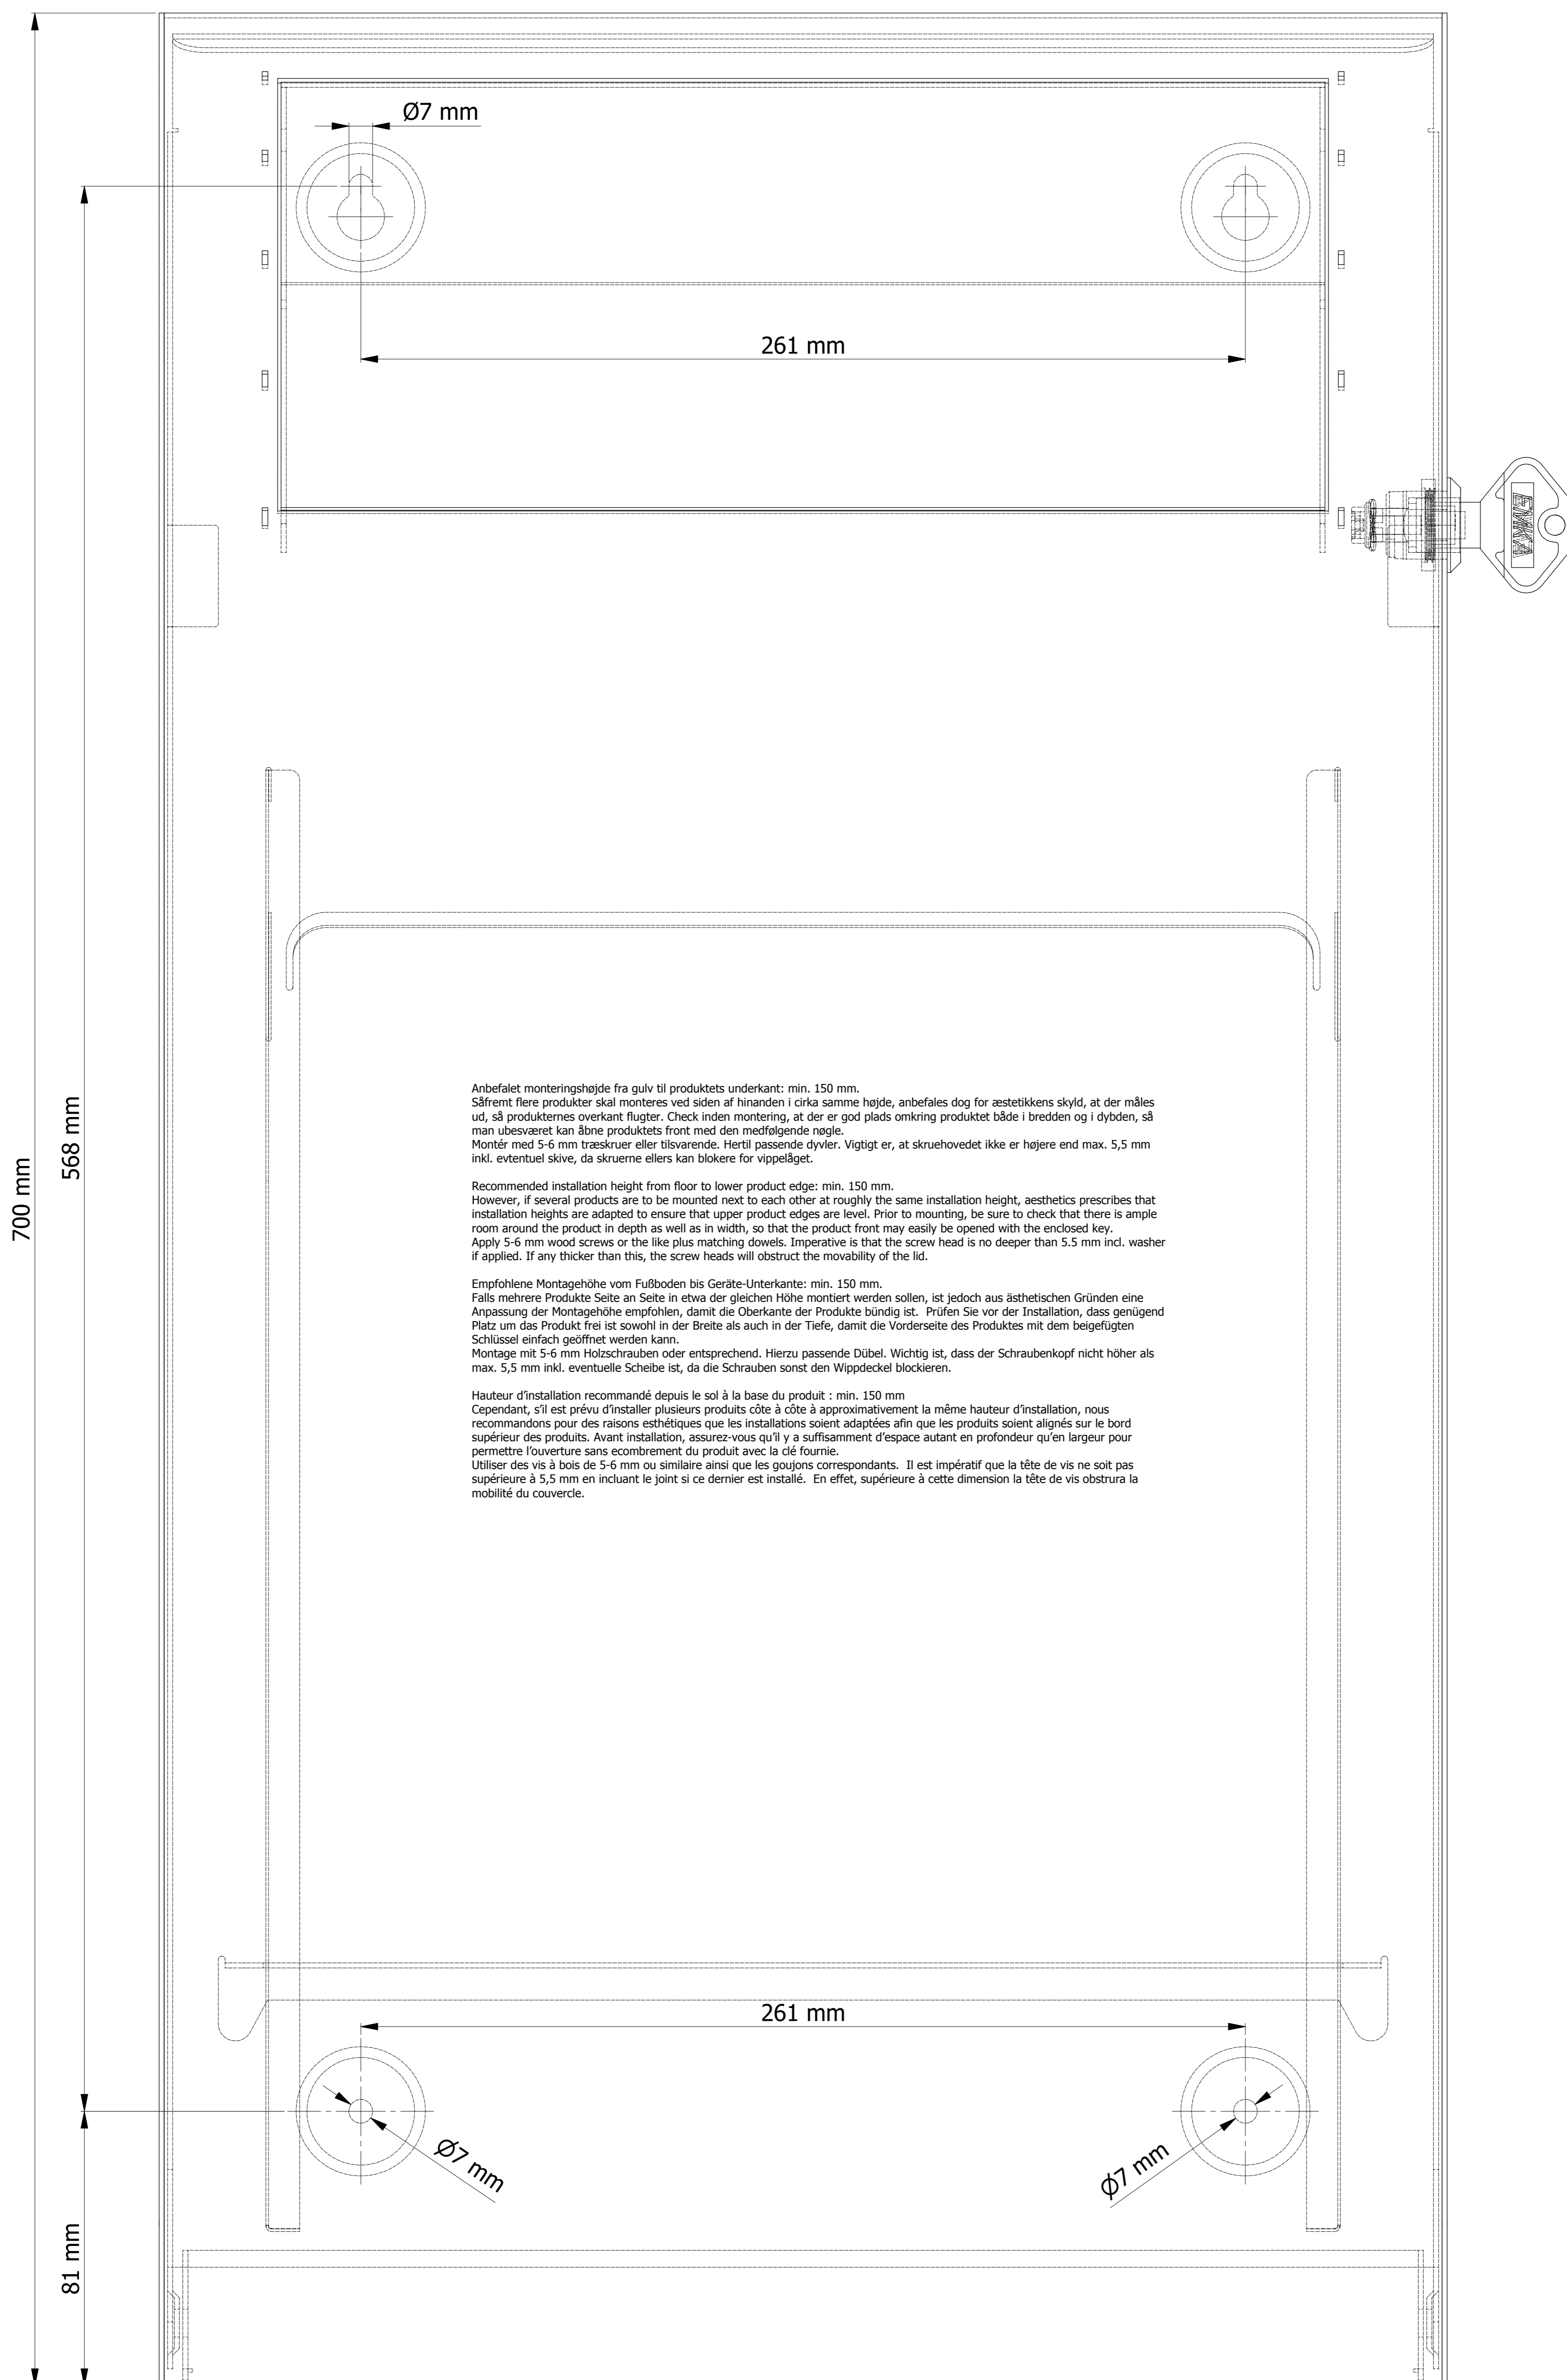 Ø7 mm
261 mm
EMKA
700 mm
568 mm
Anbefalet monteringshøjde fra gulv til produktets underkant: min. 150 mm.
Såfremt flere produkter skal monteres ved siden af hinanden i cirka samme højde, anbefales dog for æstetikkens skyld, at der måles
ud, så produkternes overkant flugter. Check inden montering, at der er god plads omkring produktet både i bredden og i dybden, så
man ubesværet kan åbne produktets front med den medfølgende nøgle.
Montér med 5-6 mm træskruer eller tilsvarende. Hertil passende dyvler. Vigtigt er, at skruehovedet ikke er højere end max. 5,5 mm
inkl. evtentuel skive, da skruerne ellers kan blokere for vippelåget.
Recommended installation height from floor to lower product edge: min. 150 mm.
However, if several products are to be mounted next to each other at roughly the same installation height, aesthetics prescribes that
installation heights are adapted to ensure that upper product edges are level. Prior to mounting, be sure to check that there is ample
room around the product in depth as well as in width, so that the product front may easily be opened with the enclosed key.
Apply 5-6 mm wood screws or the like plus matching dowels. Imperative is that the screw head is no deeper than 5.5 mm incl. washer
if applied. If any thicker than this, the screw heads will obstruct the movability of the lid.
Empfohlene Montagehöhe vom Fußboden bis Geräte-Unterkante: min. 150 mm.
Falls mehrere Produkte Seite an Seite in etwa der gleichen Höhe montiert werden sollen, ist jedoch aus ästhetischen Gründen eine
Anpassung der Montagehöhe empfohlen, damit die Oberkante der Produkte bündig ist.  Prüfen Sie vor der Installation, dass genügend
Platz um das Produkt frei ist sowohl in der Breite als auch in der Tiefe, damit die Vorderseite des Produktes mit dem beigefügten
Schlüssel einfach geöffnet werden kann.
Montage mit 5-6 mm Holzschrauben oder entsprechend. Hierzu passende Dübel. Wichtig ist, dass der Schraubenkopf nicht höher als
max. 5,5 mm inkl. eventuelle Scheibe ist, da die Schrauben sonst den Wippdeckel blockieren.
Hauteur d’installation recommandé depuis le sol à la base du produit : min. 150 mm
Cependant, s’il est prévu d’installer plusieurs produits côte à côte à approximativement la même hauteur d’installation, nous
recommandons pour des raisons esthétiques que les installations soient adaptées afin que les produits soient alignés sur le bord
supérieur des produits. Avant installation, assurez-vous qu’il y a suffisamment d’espace autant en profondeur qu’en largeur pour
permettre l’ouverture sans ecombrement du produit avec la clé fournie.
Utiliser des vis à bois de 5-6 mm ou similaire ainsi que les goujons correspondants.  Il est impératif que la tête de vis ne soit pas
supérieure à 5,5 mm en incluant le joint si ce dernier est installé.  En effet, supérieure à cette dimension la tête de vis obstrura la
mobilité du couvercle.
261 mm
Ø7 mm
Ø7 mm
81 mm